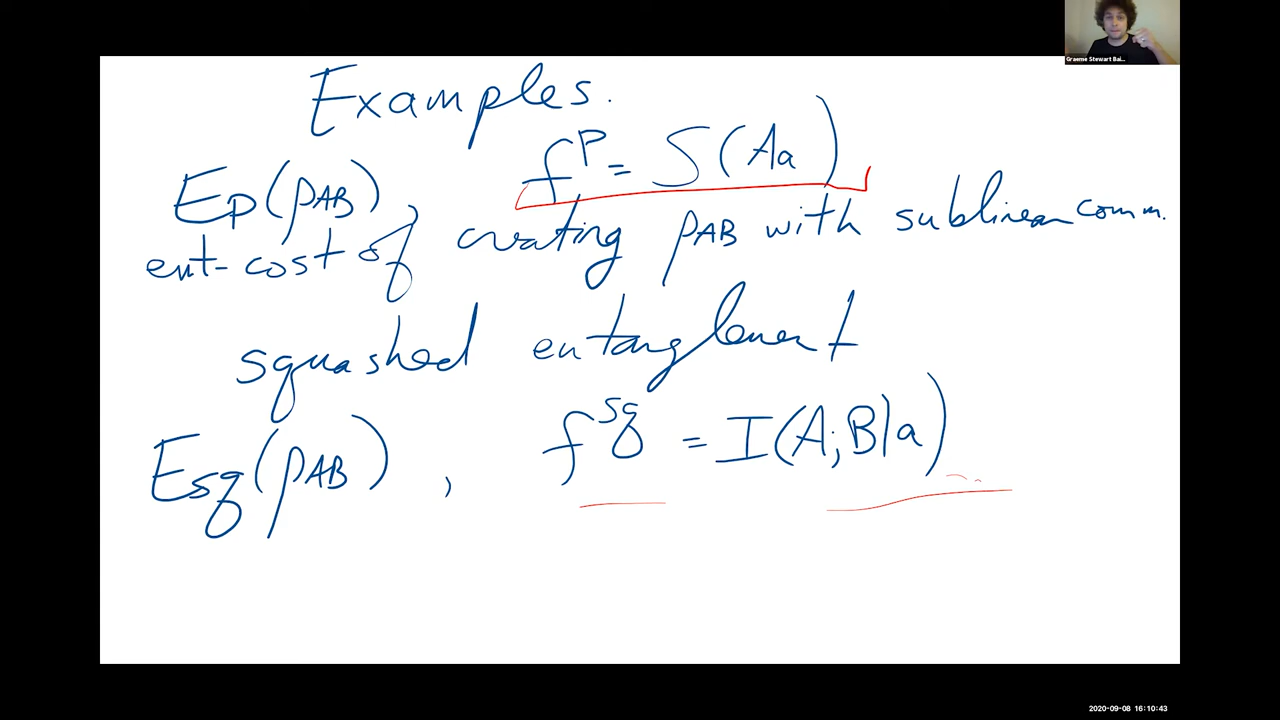 Graeme Stewart Bai...
Examples.
Ep(ρAB), f^P = S(Aa)
ent-cost of creating ρAB with sublinear comm.
squashed entanglement
Esq(ρAB), f^sq = I(A;B|a)
2020-09-08 16:10:43